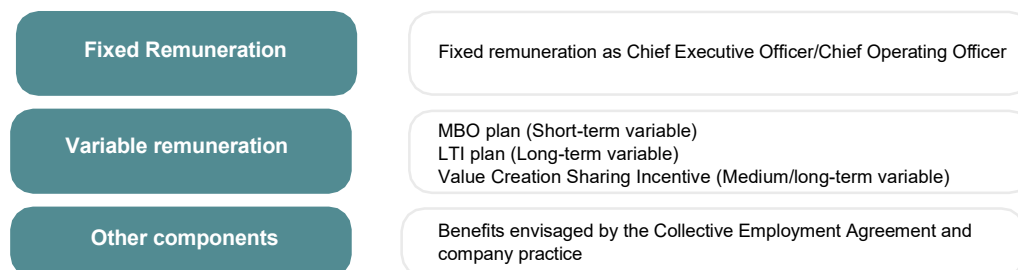 Fixed Remuneration
Fixed remuneration as Chief Executive Officer/Chief Operating Officer
Variable remuneration
MBO plan (Short-term variable)
LTI plan (Long-term variable)
Value Creation Sharing Incentive (Medium/long-term variable)
Other components
Benefits envisaged by the Collective Employment Agreement and
company practice